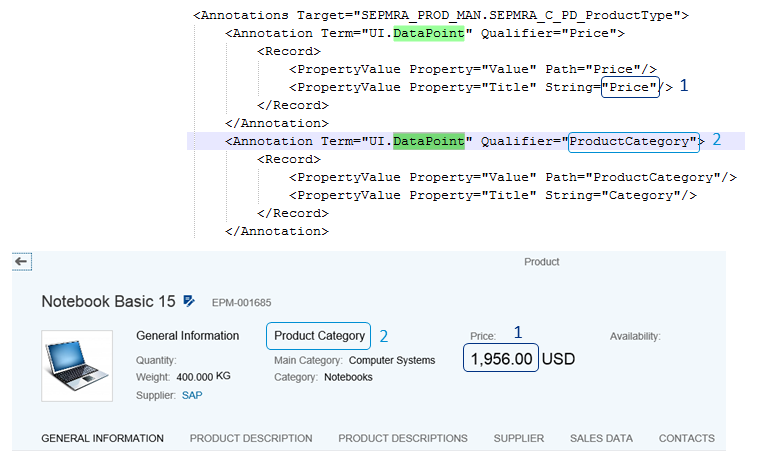 <Annotations Target="SEPMRA_PROD_MAN.SEPMRA_C_PD_ProductType">
<Annotation Term="UI.DataPoint" Qualifier="Price">
<Record>
<PropertyValue Property="Value" Path="Price"/>
<PropertyValue Property="Title" String="Price"/> 1
</Record>
</Annotation>
<Annotation Term="UI.DataPoint" Qualifier="ProductCategory"> 2
<Record>
<PropertyValue Property="Value" Path="ProductCategory"/>
<PropertyValue Property="Title" String="Category"/>
</Record>
</Annotation>
Product
Notebook Basic 15 EPM-001685
General Information
Quantity:
Weight: 400.000 KG
Supplier: SAP
Product Category 2
Main Category: Computer Systems
Category: Notebooks
Price: 1
1,956.00 USD
Availability:
GENERAL INFORMATION PRODUCT DESCRIPTION PRODUCT DESCRIPTIONS SUPPLIER SALES DATA CONTACTS